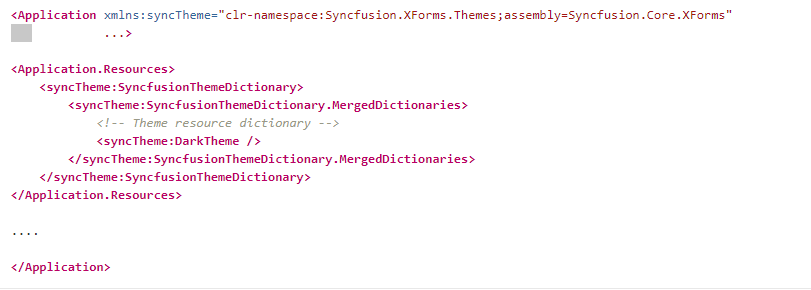 <Application xmlns:syncTheme="clr-namespace:Syncfusion.XForms.Themes;assembly=Syncfusion.Core.XForms"
             ...>
<Application.Resources>
    <syncTheme:SyncfusionThemeDictionary>
        <syncTheme:SyncfusionThemeDictionary.MergedDictionaries>
            <!-- Theme resource dictionary -->
            <syncTheme:DarkTheme />
        </syncTheme:SyncfusionThemeDictionary.MergedDictionaries>
    </syncTheme:SyncfusionThemeDictionary>
</Application.Resources>
....
</Application>